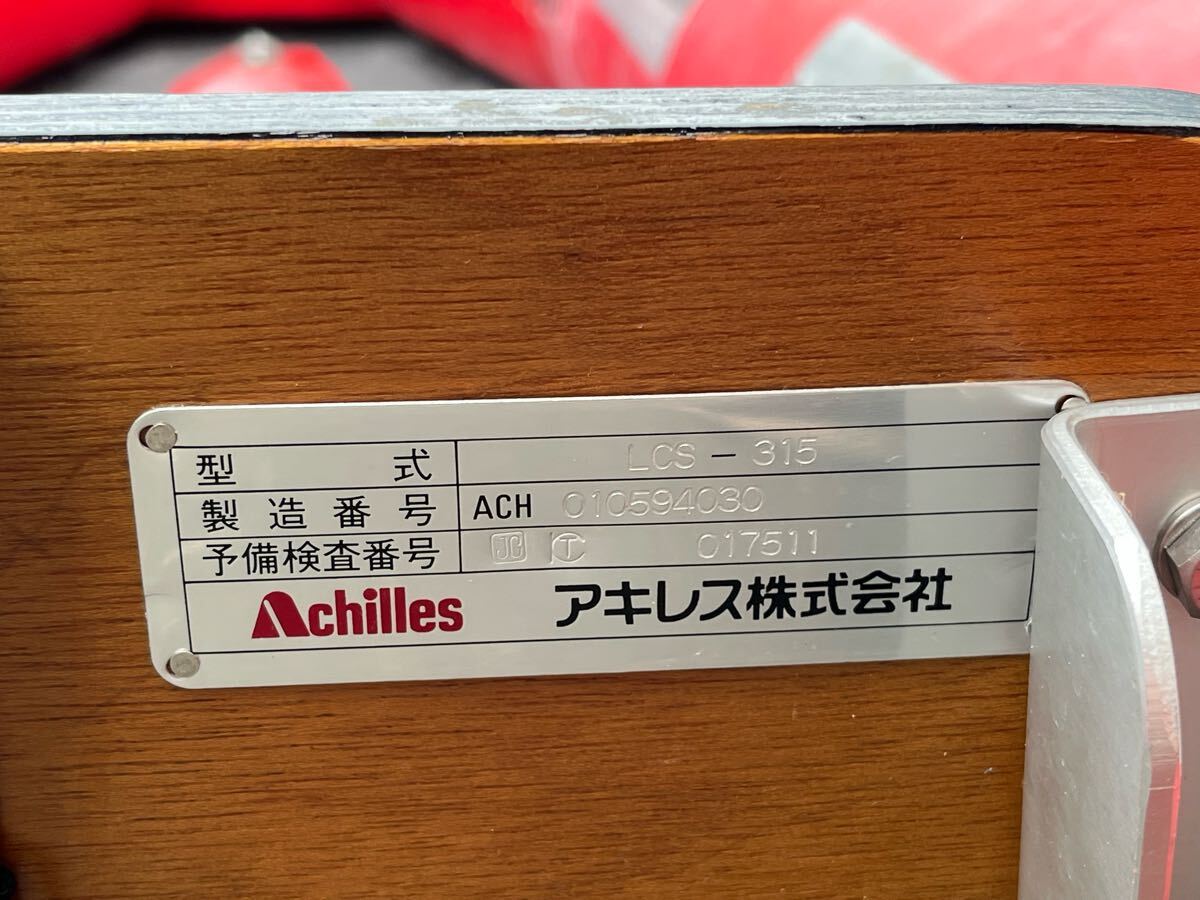 型式 LCS-315
製造番号 ACH 010594030
予備検査番号 JCI T 017511
Achilles アキレス株式会社